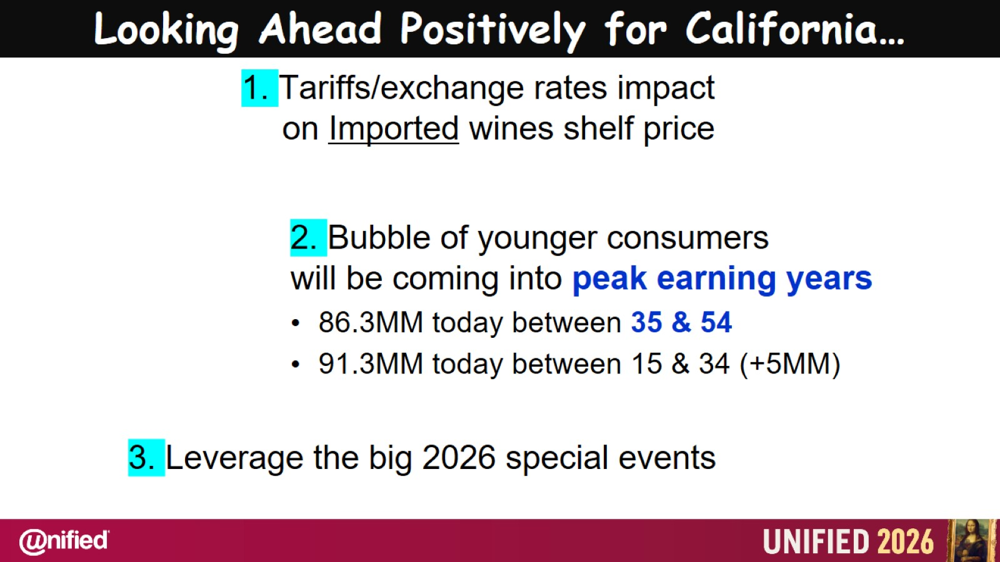 Looking Ahead Positively for California...
1. Tariffs/exchange rates impact
on Imported wines shelf price
2. Bubble of younger consumers
will be coming into peak earning years
• 86.3MM today between 35 & 54
• 91.3MM today between 15 & 34 (+5MM)
3. Leverage the big 2026 special events
unified
UNIFIED 2026